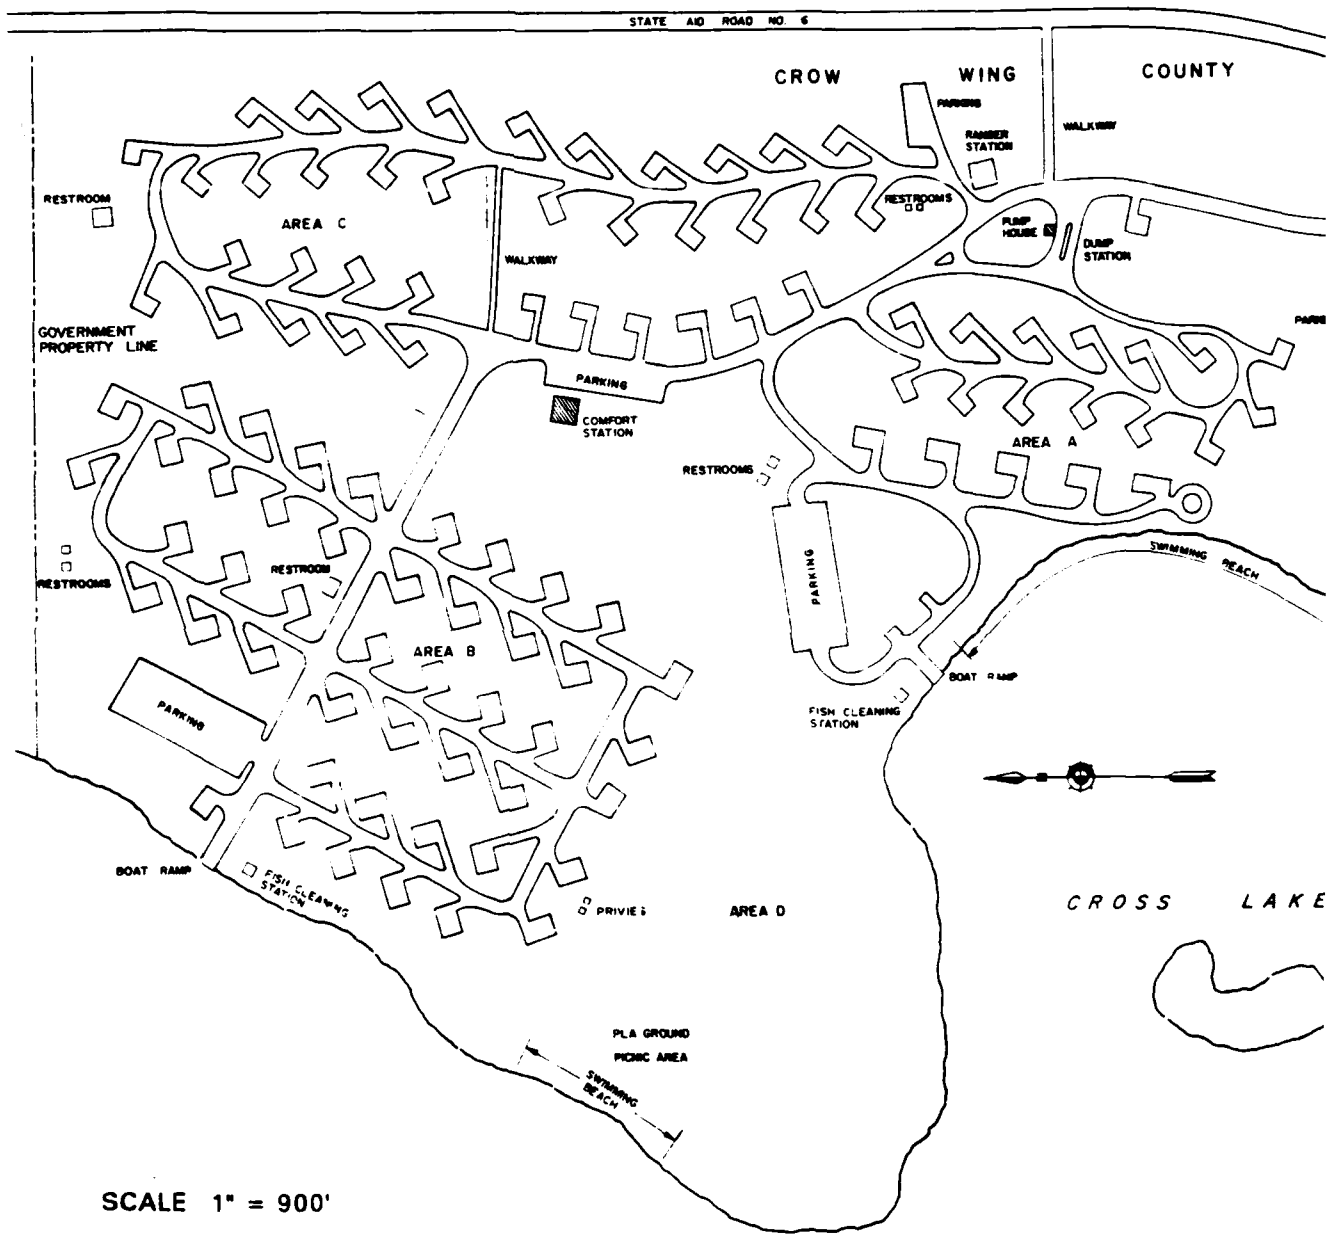 STATE AID ROAD NO. 6
CROW WING COUNTY
PARKING
RANGER
STATION
WALKWAY
RESTROOM
AREA C
RESTROOMS
PUMP
HOUSE
DUMP
STATION
WALKWAY
GOVERNMENT
PROPERTY LINE
PARKING
COMFORT
STATION
AREA A
RESTROOMS
PARKING
SWIMMING BEACH
RESTROOMS
RESTROOM
AREA B
BOAT RAMP
PARKING
FISH CLEANING
STATION
BOAT RAMP
FISH CLEANING
STATION
PRIVIES
AREA D
CROSS LAKE
PLA GROUND
PICNIC AREA
SWIMMING
BEACH
SCALE 1" = 900'